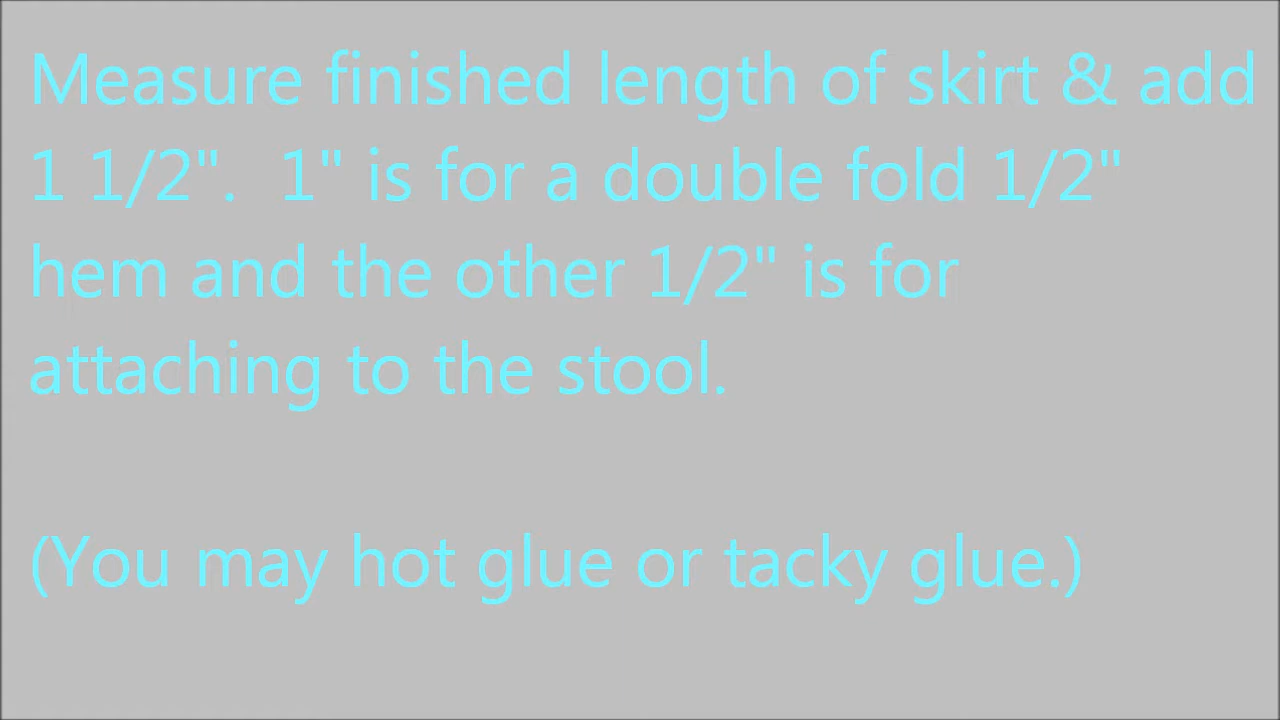 Measure finished length of skirt & add
1 1/2".  1" is for a double fold 1/2"
hem and the other 1/2" is for
attaching to the stool.
(You may hot glue or tacky glue.)